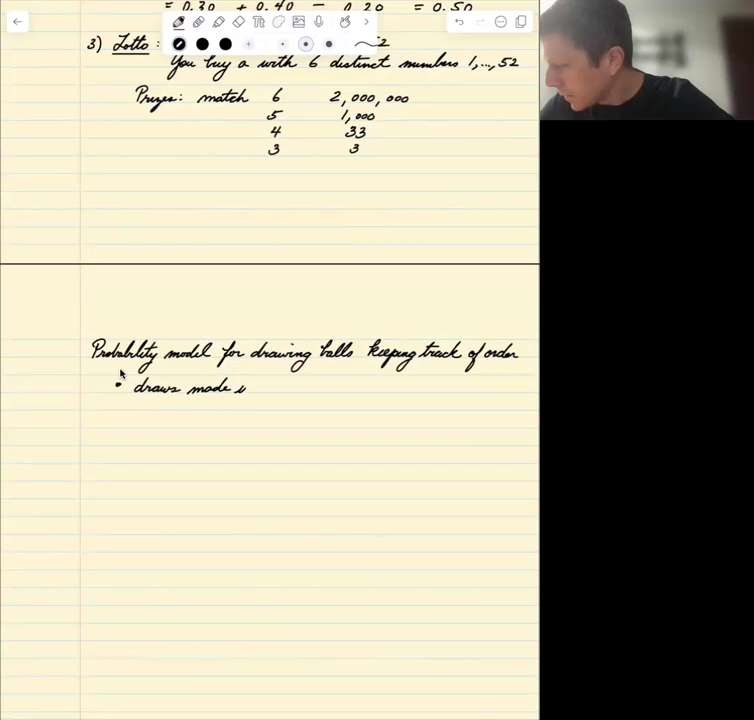 = 0.30 + 0.40 - 0.20 = 0.50
3) Lotto :
You buy a with 6 distinct numbers 1,...,52
Prizes: match 6 2,000,000
5 1,000
4 33
3 3
Probability model for drawing balls keeping track of order
• draws made